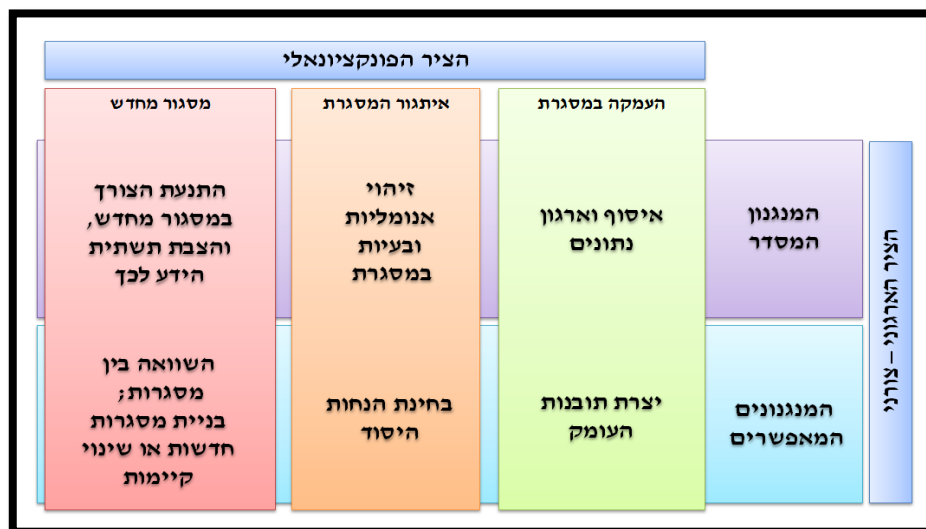 הציר הפונקציונאלי
העמקה במסגרת
איתגור המסגרת
מסגור מחדש
הציר הארגוני – צורני
המנגנון
המסדר
איסוף וארגון
נתונים
זיהוי
אנומליות
ובעיות
במסגרת
התנעת הצורך
במסגור מחדש,
והצבת תשתית
הידע לכך
המנגנונים
המאפשרים
יצרת תובנות
העומק
בחינת הנחות
היסוד
השוואה בין
מסגרות;
בניית מסגרות
חדשות או שינוי
קיימות